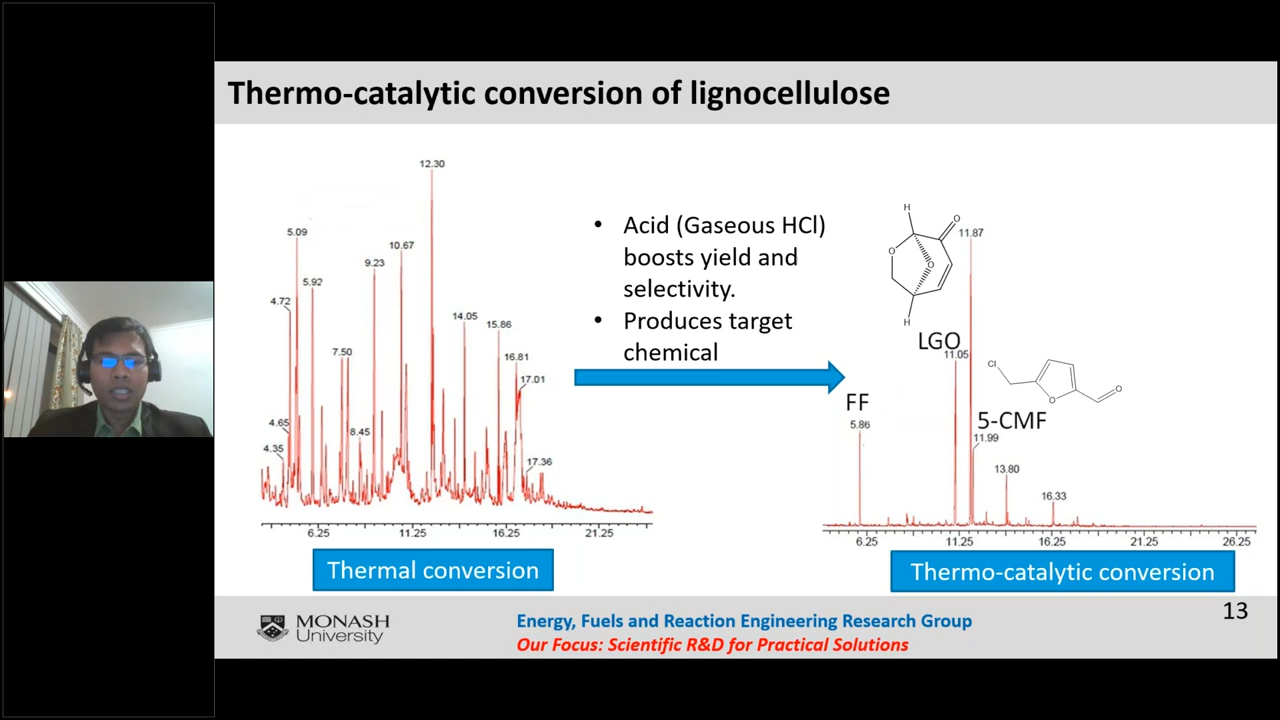 Thermo-catalytic conversion of lignocellulose
12.30
5.09
10.67
9.23
5.92
4.72
14.05
15.86
7.50
16.81
17.01
4.65
8.45
4.35
17.36
6.25
11.25
16.25
21.25
Thermal conversion
• Acid (Gaseous HCl)
boosts yield and
selectivity.
• Produces target
chemical
H
O
O
O
H
11.87
LGO
11.05
Cl
O
O
FF
5.86
5-CMF
11.99
13.80
16.33
6.25
11.25
16.25
21.25
26.25
Thermo-catalytic conversion
MONASH
University
Energy, Fuels and Reaction Engineering Research Group
Our Focus: Scientific R&D for Practical Solutions
13